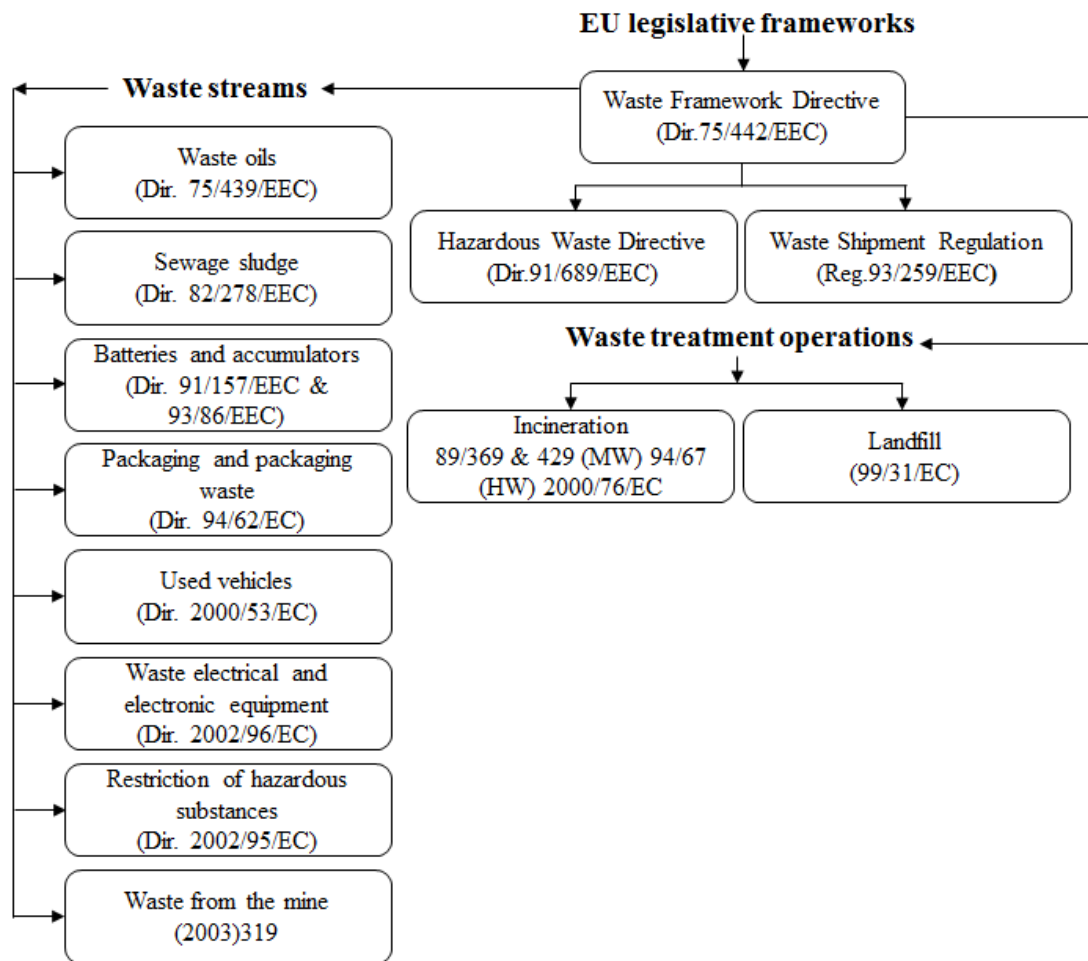 EU legislative frameworks
Waste Framework Directive
(Dir.75/442/EEC)
Hazardous Waste Directive
(Dir.91/689/EEC)
Waste Shipment Regulation
(Reg.93/259/EEC)
Waste streams
Waste oils
(Dir. 75/439/EEC)
Sewage sludge
(Dir. 82/278/EEC)
Batteries and accumulators
(Dir. 91/157/EEC &
93/86/EEC)
Packaging and packaging
waste
(Dir. 94/62/EC)
Used vehicles
(Dir. 2000/53/EC)
Waste electrical and
electronic equipment
(Dir. 2002/96/EC)
Restriction of hazardous
substances
(Dir. 2002/95/EC)
Waste from the mine
(2003)319
Waste treatment operations
Incineration
89/369 & 429 (MW) 94/67
(HW) 2000/76/EC
Landfill
(99/31/EC)